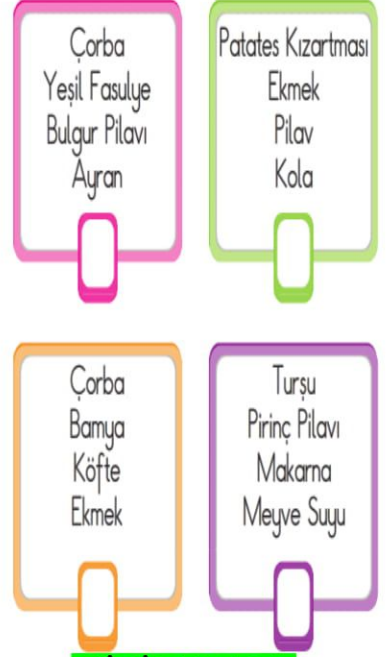 Çorba
Yeşil Fasulye
Bulgur Pilavı
Ayran
Patates Kızartması
Ekmek
Pilav
Kola
Çorba
Bamya
Köfte
Ekmek
Turşu
Pirinç Pilavı
Makarna
Meyve Suyu